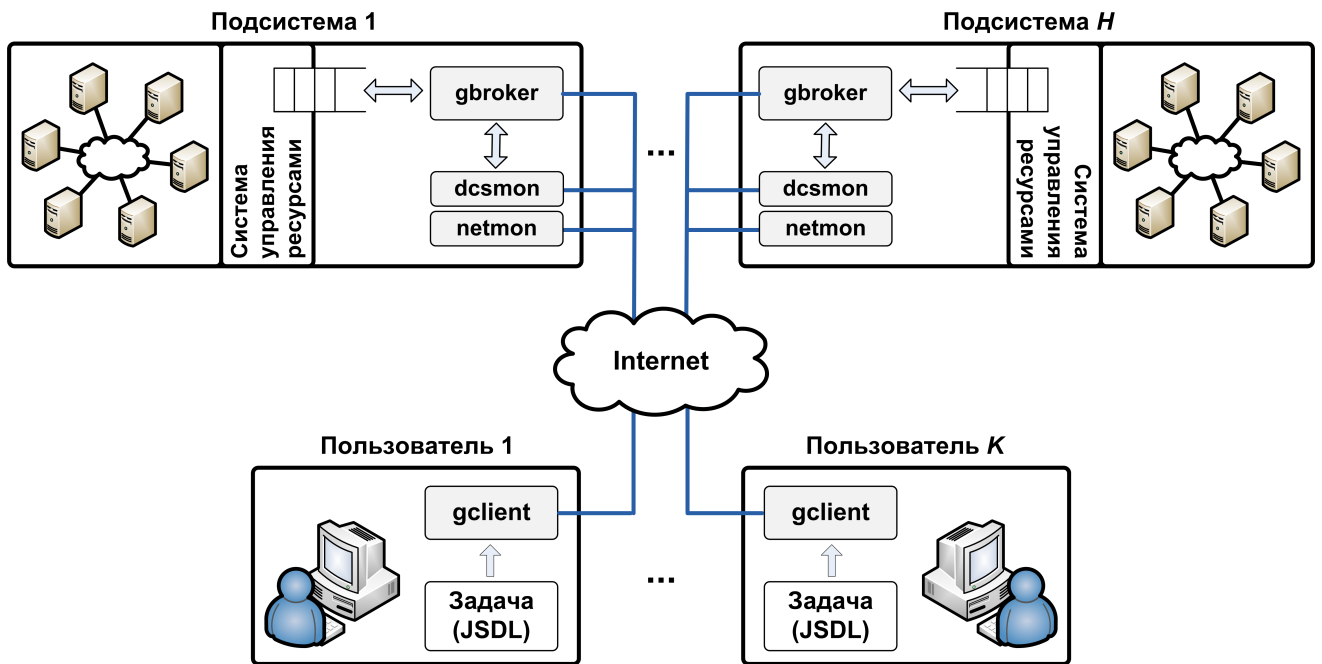 Подсистема 1
Подсистема H
Система
управления
ресурсами
gbroker
dcsmon
netmon
...
gbroker
dcsmon
netmon
Система
управления
ресурсами
Internet
Пользователь 1
Пользователь K
gclient
Задача
(JSDL)
...
gclient
Задача
(JSDL)